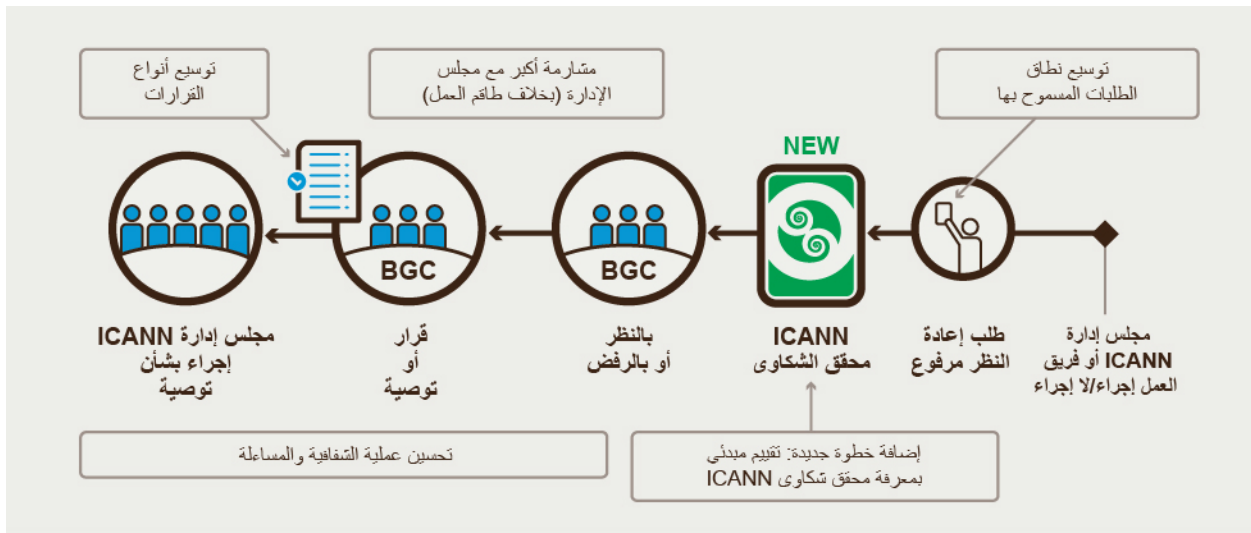 توسيع نطاق
الطلبات المسموح بها
مشارمة أكبر مع مجلس
الإدارة (بخلاف طاقم العمل)
توسيع أنواع
القرارات
NEW
BGC
BGC
مجلس إدارة
ICANN أو فريق
العمل إجراء/لا إجراء
طلب إعادة
النظر مرفوع
ICANN
محقق الشكاوى
بالنظر
أو بالرفض
قرار
أو
توصية
مجلس إدارة ICANN
إجراء بشأن
توصية
إضافة خطوة جديدة: تقييم مبدئي
بمعرفة محقق شكاوى ICANN
تحسين عملية الشفافية والمساءلة